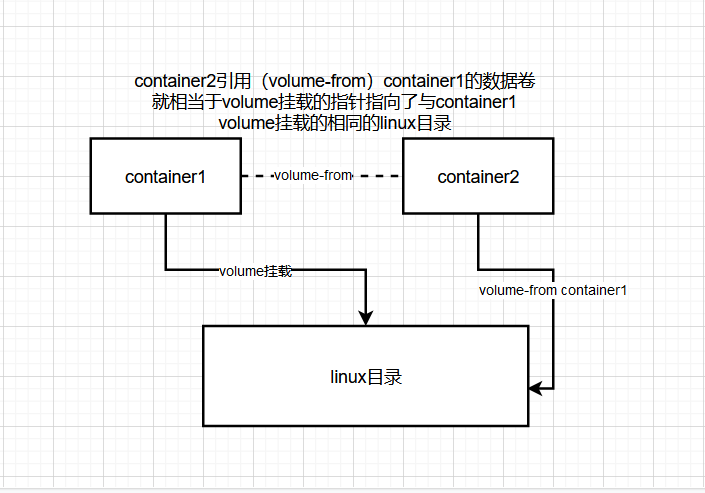 container2引用（volume-from）container1的数据卷
就相当于volume挂载的指针指向了与container1
volume挂载的相同的linux目录
container1
volume-from
container2
volume挂载
volume-from container1
linux目录